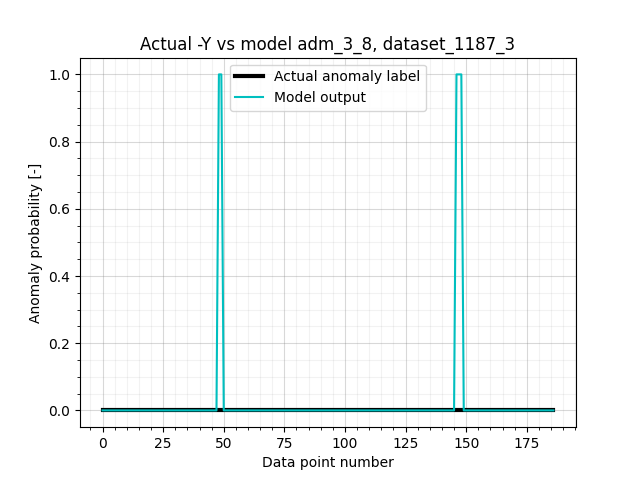 Actual -Y vs model adm_3_8, dataset_1187_3
Actual anomaly label
Model output
Anomaly probability [-]
1.0
0.8
0.6
0.4
0.2
0.0
0 25 50 75 100 125 150 175
Data point number